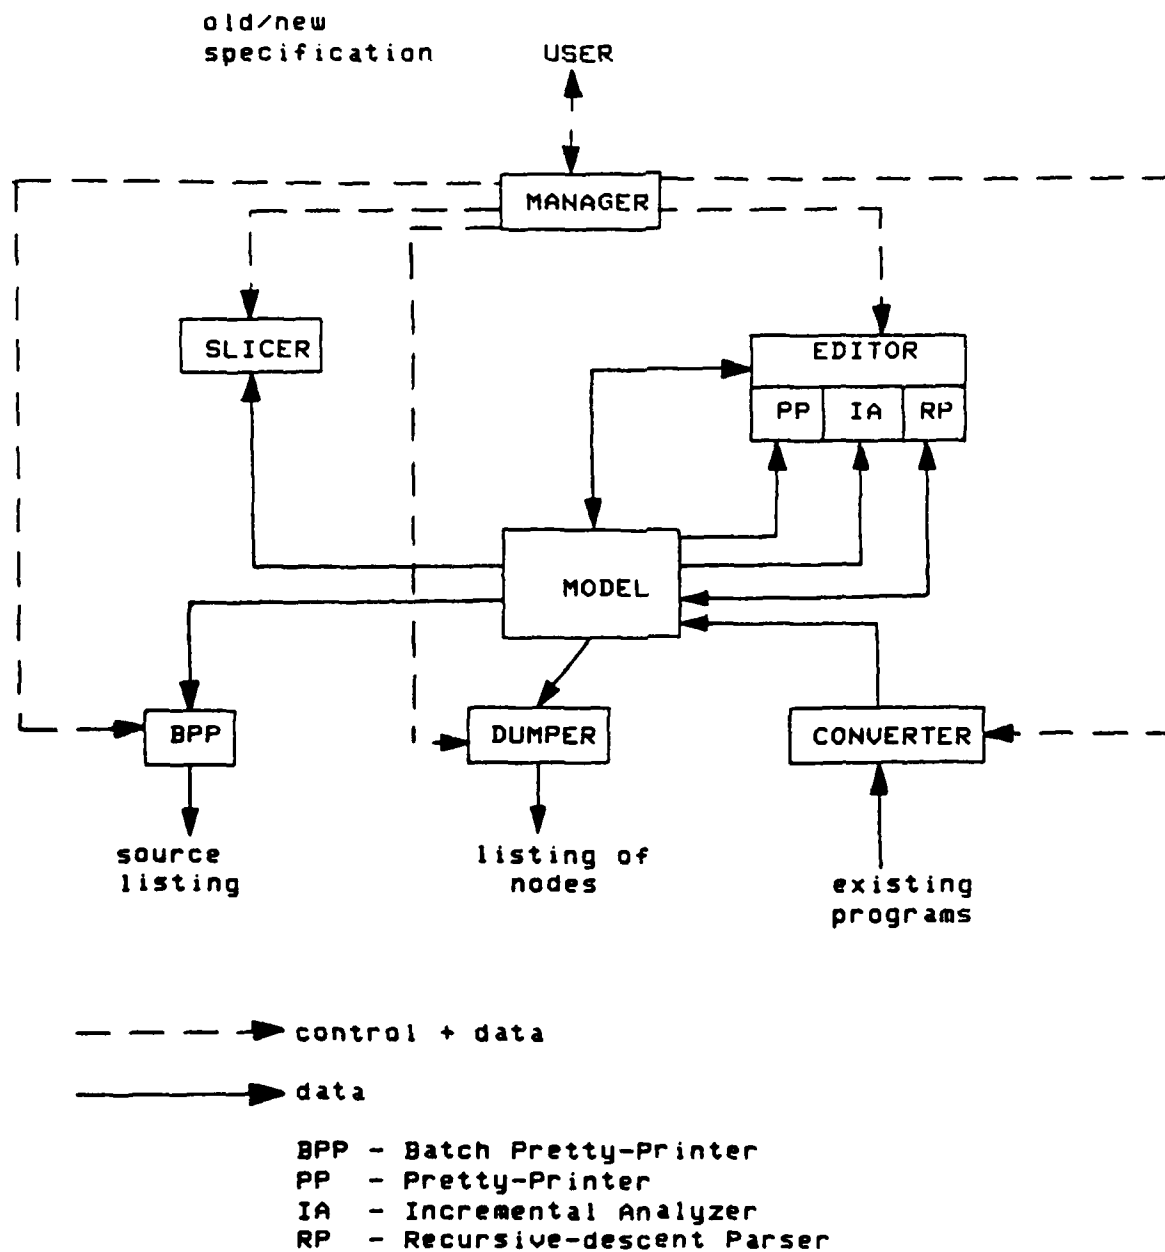 old/new
specification
USER
MANAGER
SLICER
EDITOR
PP IA RP
MODEL
BPP DUMPER CONVERTER
source
listing
listing of
nodes
existing
programs
control + data
data
BPP - Batch Pretty-Printer
PP - Pretty-Printer
IA - Incremental Analyzer
RP - Recursive-descent Parser